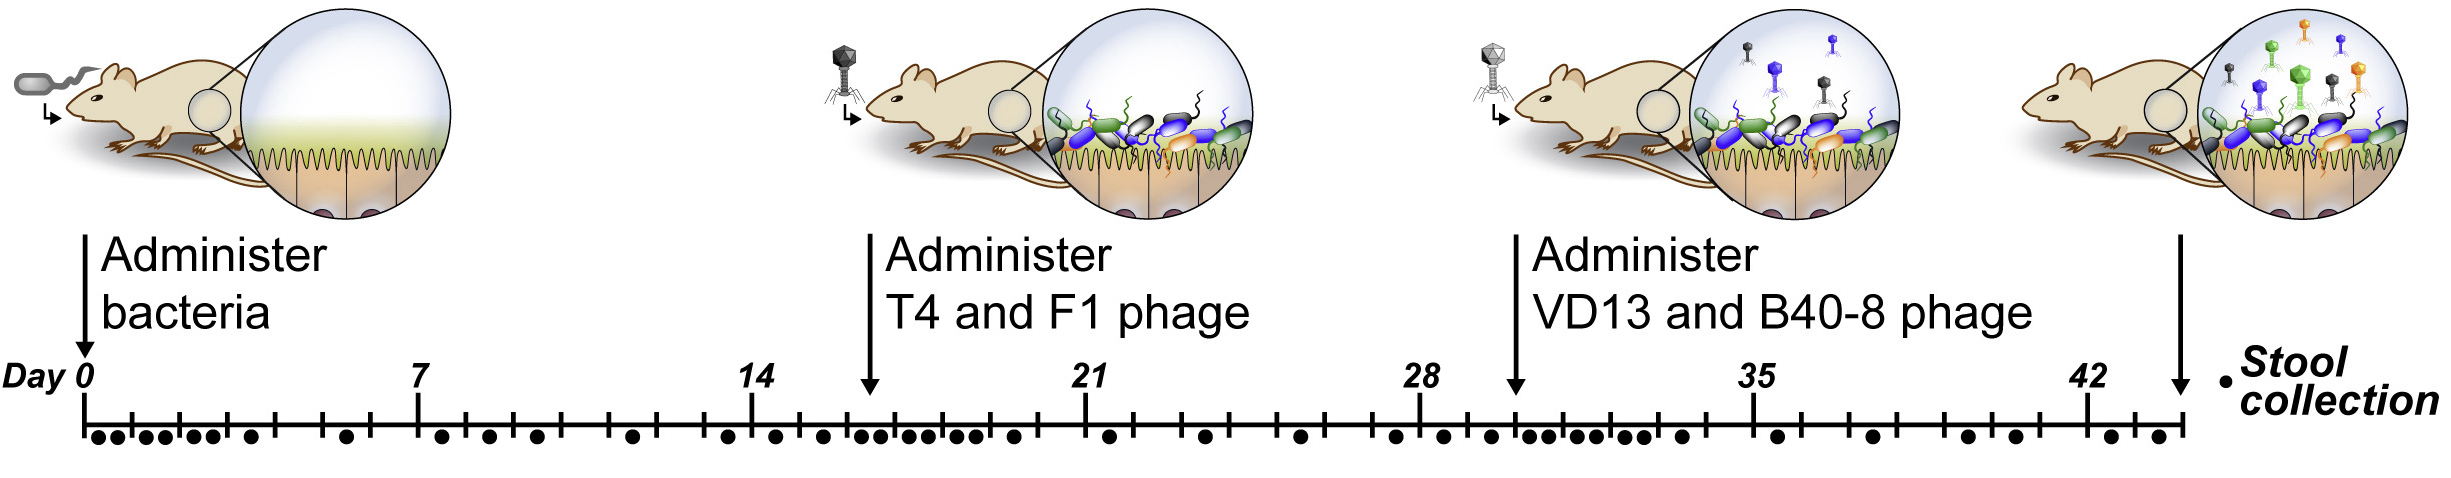 Administer
bacteria
Administer
T4 and F1 phage
Administer
VD13 and B40-8 phage
Day 0
7
14
21
28
35
42
Stool
collection